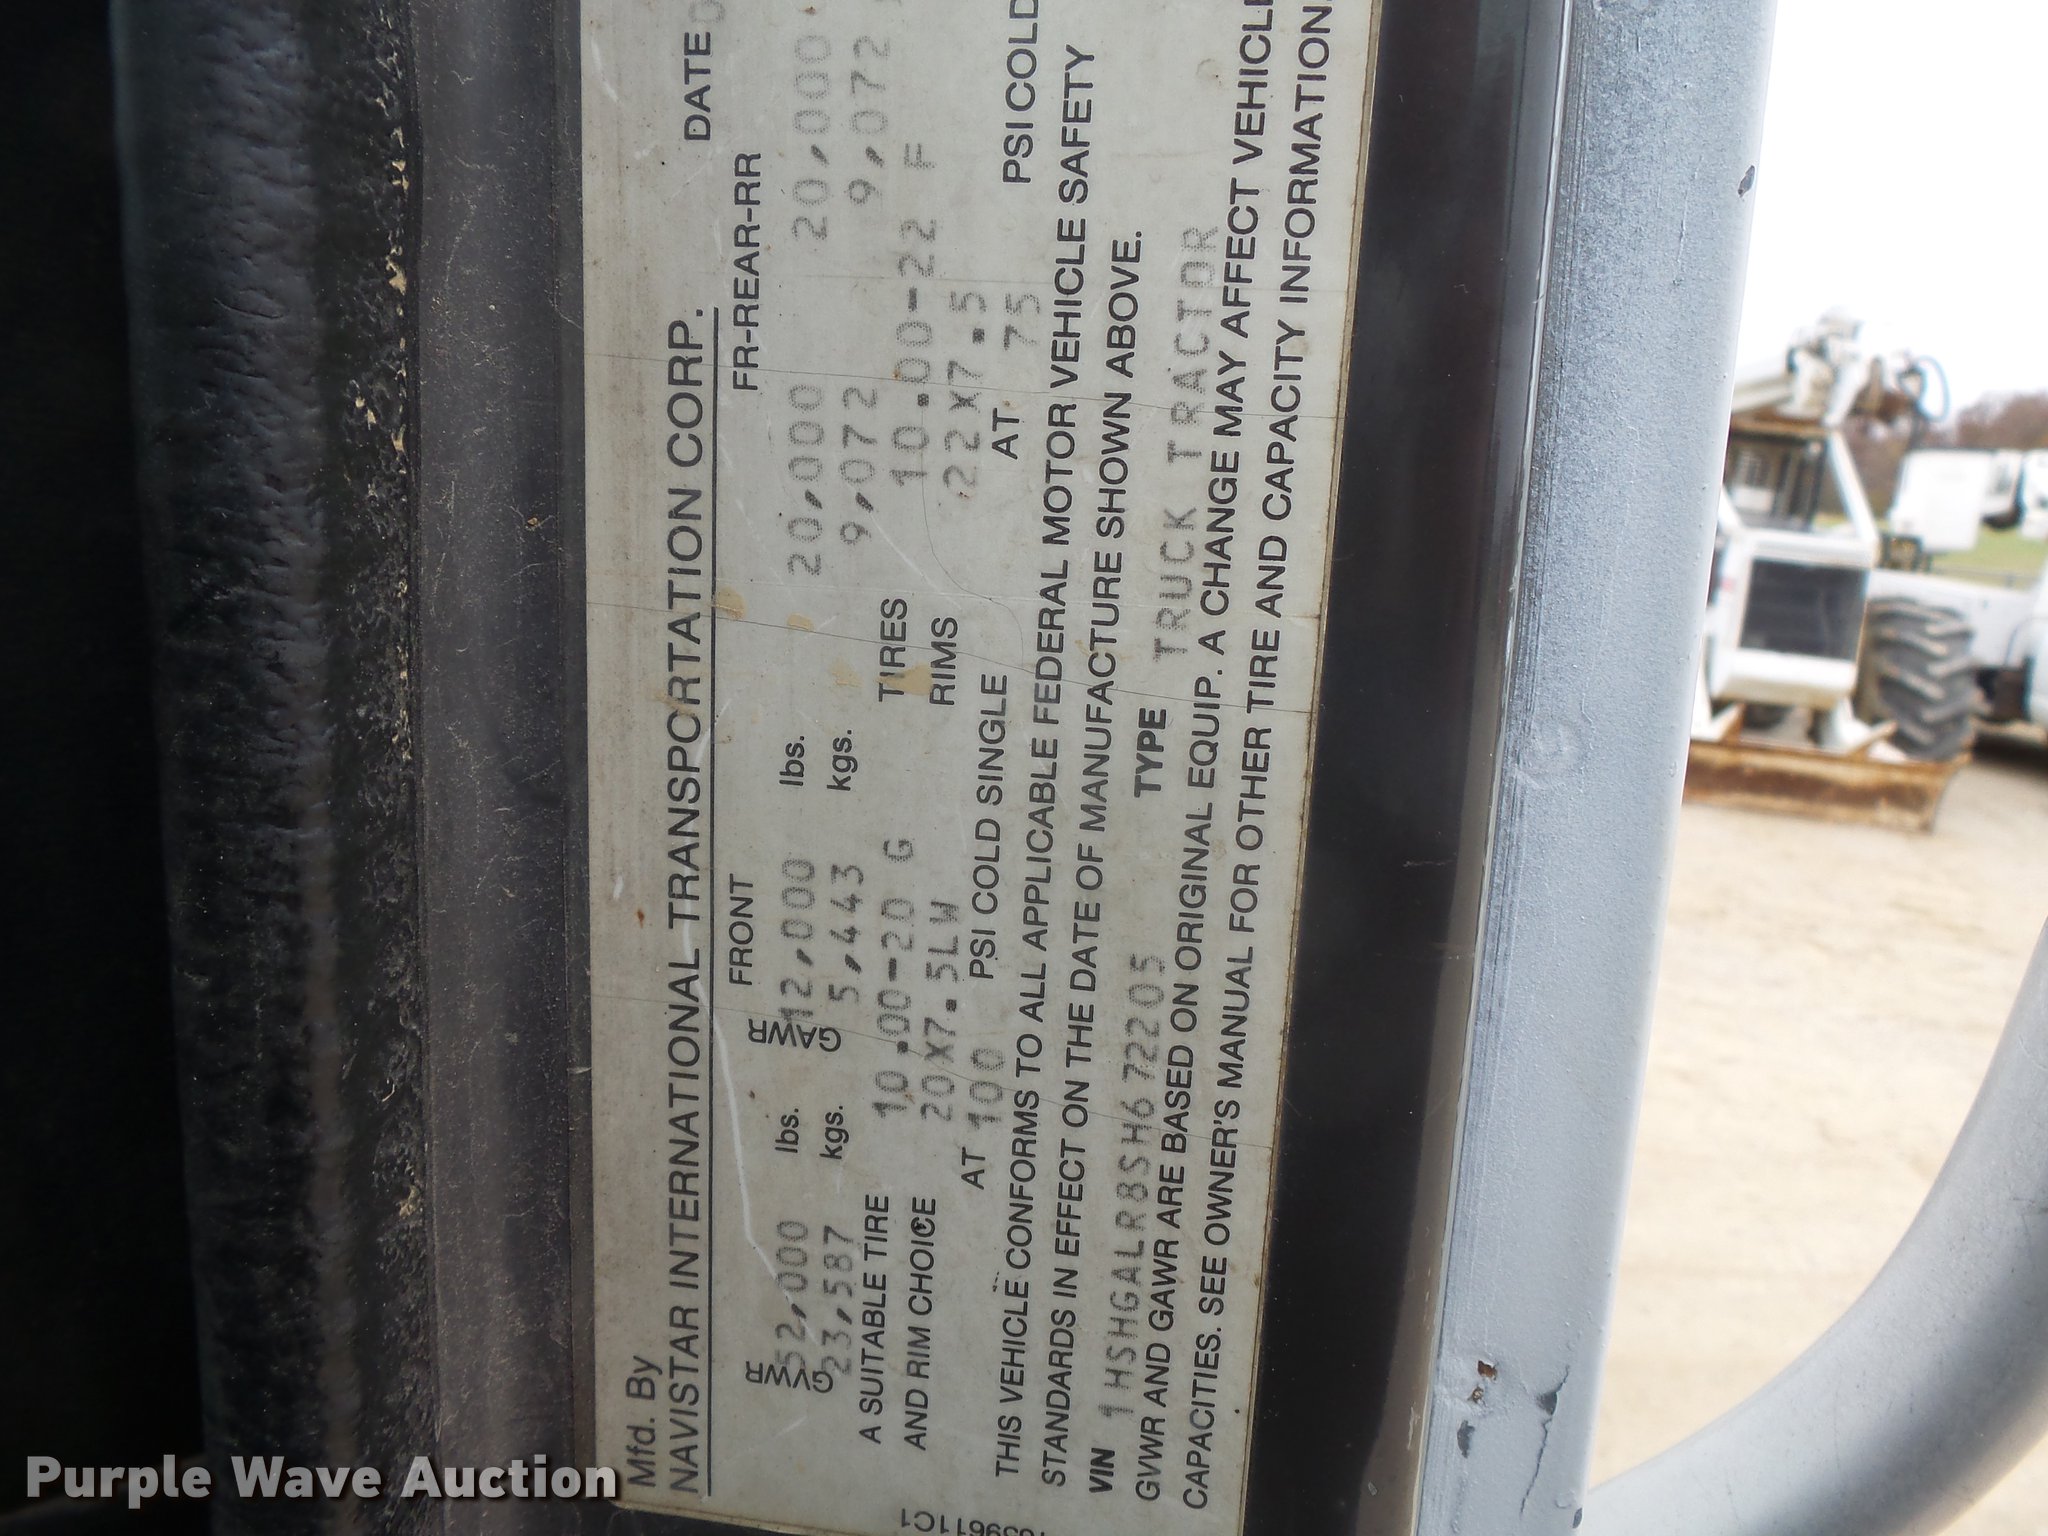 Mfd. By
NAVISTAR INTERNATIONAL TRANSPORTATION CORP. DATE
FRONT FR-REAR-RR
GVWR 52,000 lbs. GAWR 12,000 lbs. 20,000 20,000
23,587 kgs. 5,443 kgs. 9,072 9,072
A SUITABLE TIRE 10.00-20 G TIRES 10.00-22 F
AND RIM CHOICE 20X7.5LW RIMS 22X7.5
AT 100 PSI COLD SINGLE AT 75 PSI COLD
THIS VEHICLE CONFORMS TO ALL APPLICABLE FEDERAL MOTOR VEHICLE SAFETY
STANDARDS IN EFFECT ON THE DATE OF MANUFACTURE SHOWN ABOVE.
VIN 1HSHGALR8SH672205 TYPE TRUCK TRACTOR
GVWR AND GAWR ARE BASED ON ORIGINAL EQUIP. A CHANGE MAY AFFECT VEHICLE
CAPACITIES. SEE OWNER'S MANUAL FOR OTHER TIRE AND CAPACITY INFORMATION.
Purple Wave Auction